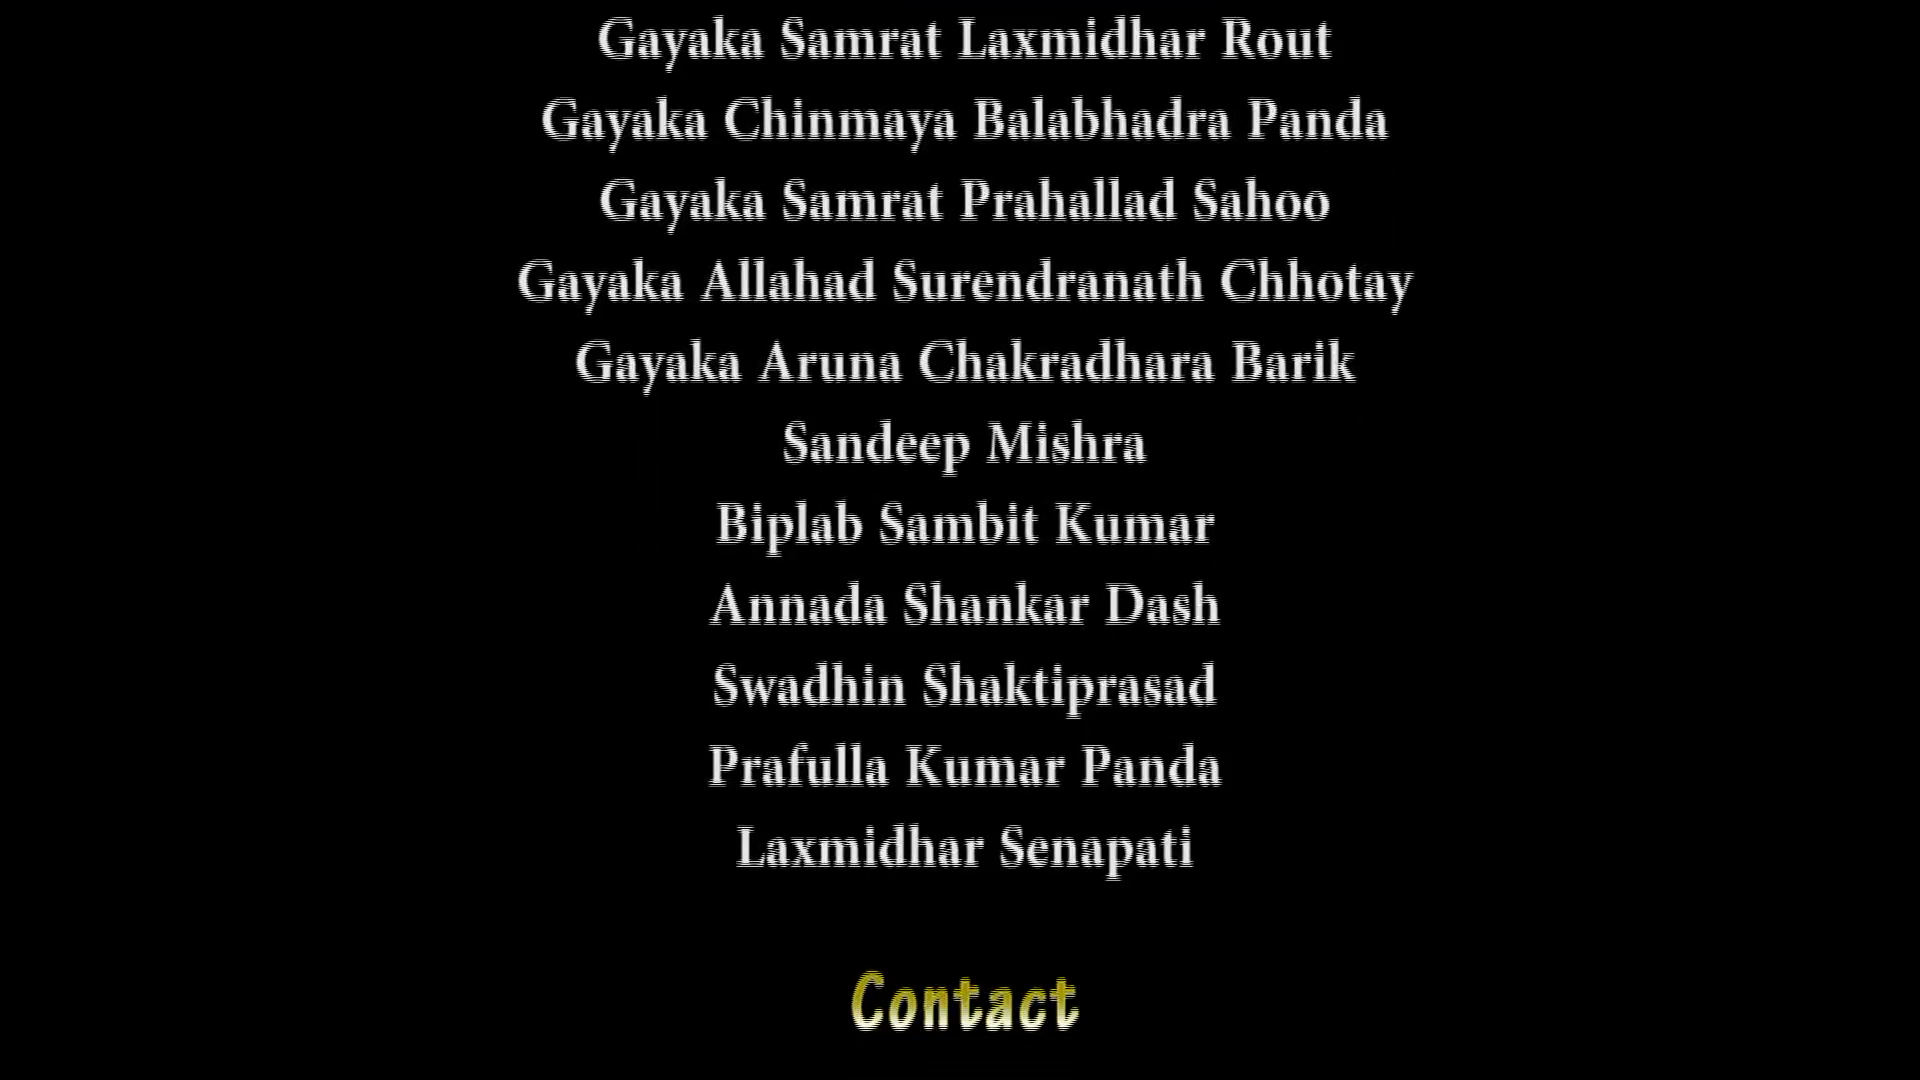 Gayaka Samrat Laxmidhar Rout
Gayaka Chinmaya Balabhadra Panda
Gayaka Samrat Prahallad Sahoo
Gayaka Allahad Surendranath Chhotay
Gayaka Aruna Chakradhara Barik
Sandeep Mishra
Biplab Sambit Kumar
Annada Shankar Dash
Swadhin Shaktiprasad
Prafulla Kumar Panda
Laxmidhar Senapati
Contact